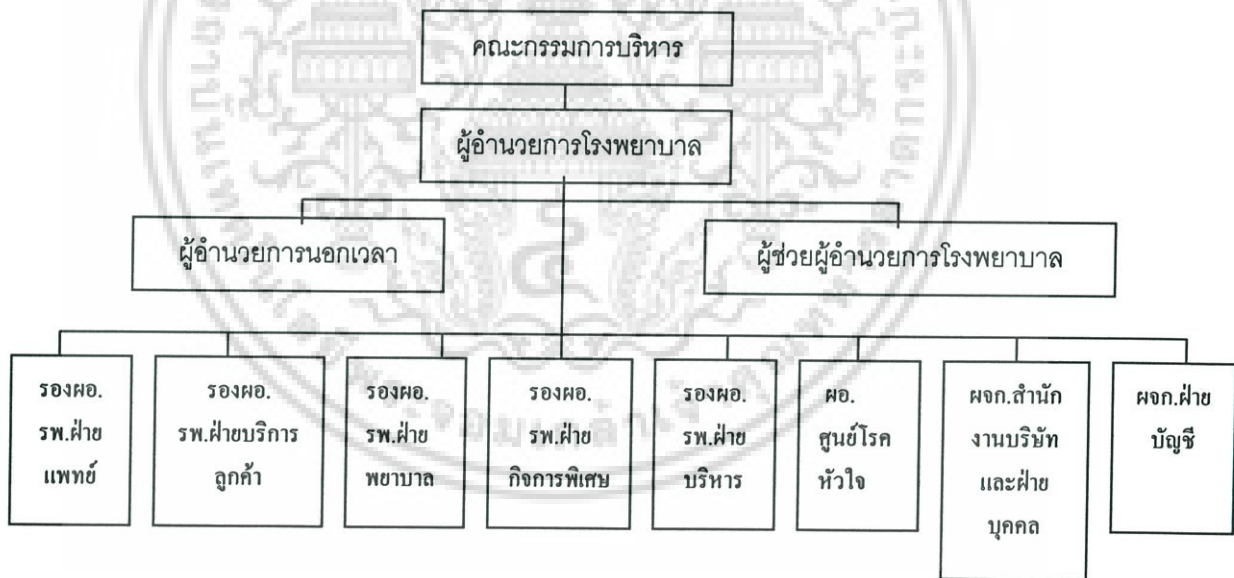 คณะกรรมการบริหาร
ผู้อำนวยการโรงพยาบาล
ผู้อำนวยการนอกเวลา
ผู้ช่วยผู้อำนวยการโรงพยาบาล
รองผอ.
รพ.ฝ่าย
แพทย์
รองผอ.
รพ.ฝ่ายบริการ
ลูกค้า
รองผอ.
รพ.ฝ่าย
พยาบาล
รองผอ.
รพ.ฝ่าย
กิจการพิเศษ
รองผอ.
รพ.ฝ่าย
บริหาร
ผอ.
ศูนย์โรค
หัวใจ
ผจก.สำนัก
งานบริษัท
และฝ่าย
บุคคล
ผจก.ฝ่าย
บัญชี